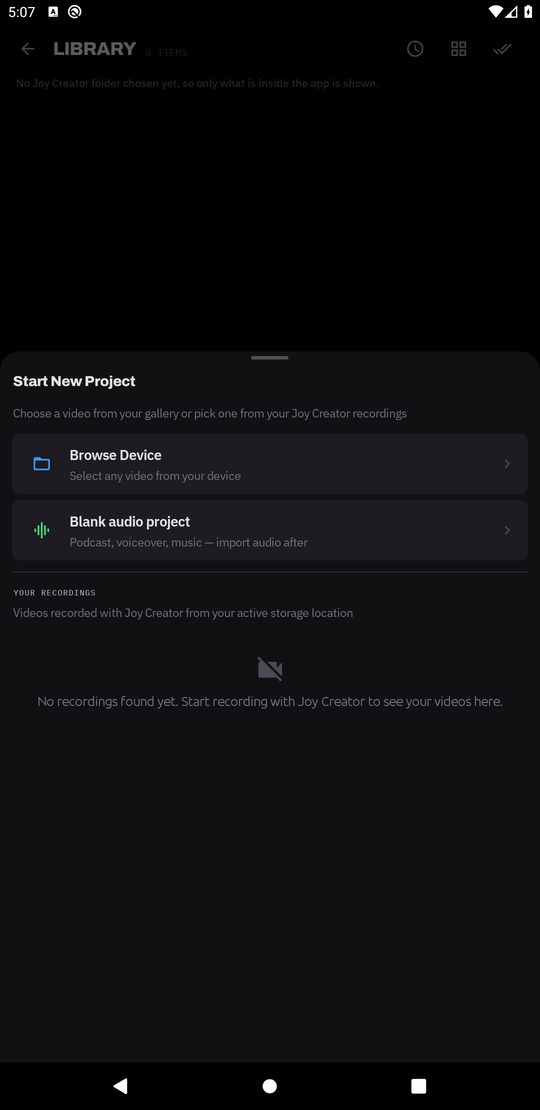 5:07
LIBRARY 0 ITEMS
No Joy Creator folder chosen yet, so only what is inside the app is shown.
Start New Project
Choose a video from your gallery or pick one from your Joy Creator recordings
Browse Device
Select any video from your device
Blank audio project
Podcast, voiceover, music — import audio after
YOUR RECORDINGS
Videos recorded with Joy Creator from your active storage location
No recordings found yet. Start recording with Joy Creator to see your videos here.